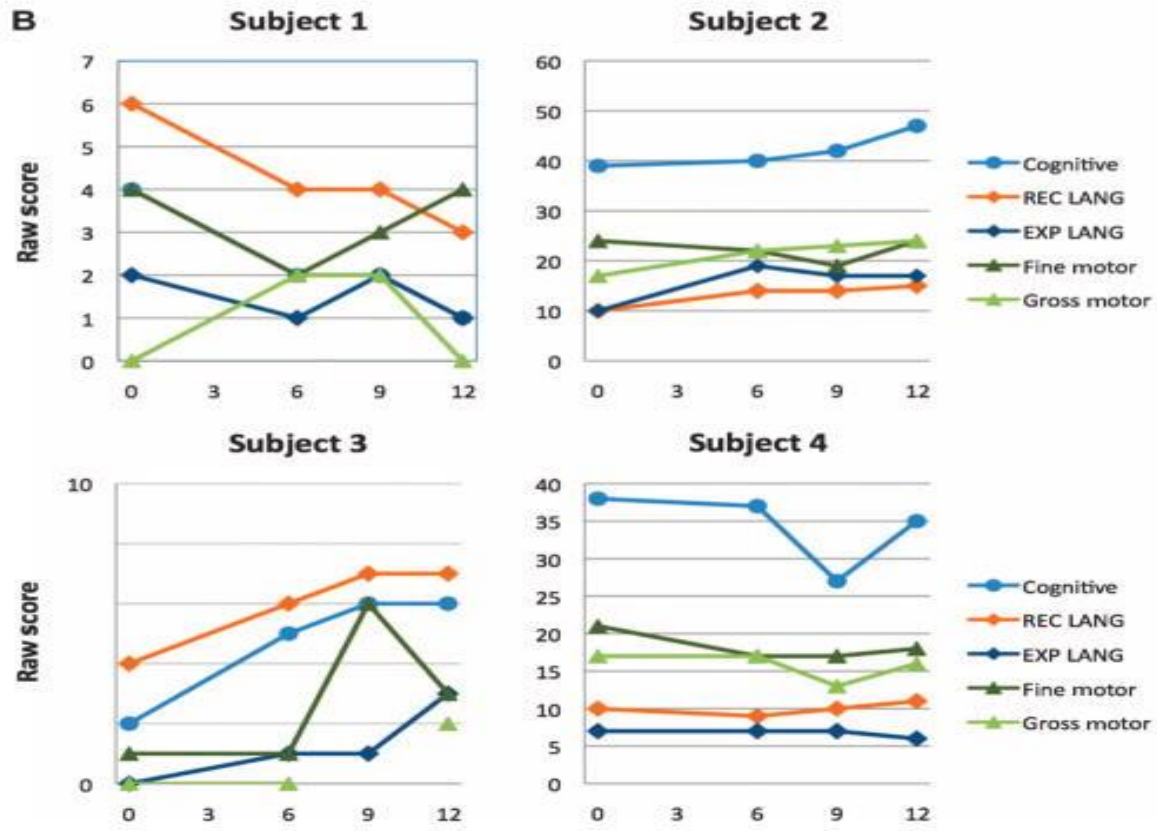 B
Subject 1
Subject 2
7
6
5
4
3
2
1
0
Raw score
0 3 6 9 12
60
50
40
30
20
10
0
0 3 6 9 12
Cognitive
REC LANG
EXP LANG
Fine motor
Gross motor
Subject 3
Subject 4
10
0
Raw score
0 3 6 9 12
40
35
30
25
20
15
10
5
0
0 3 6 9 12
Cognitive
REC LANG
EXP LANG
Fine motor
Gross motor